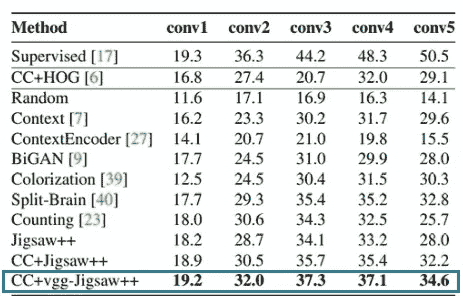 Method conv1 conv2 conv3 conv4 conv5
Supervised [17] 19.3 36.3 44.2 48.3 50.5
CC+HOG [6] 16.8 27.4 20.7 32.0 29.1
Random 11.6 17.1 16.9 16.3 14.1
Context [7] 16.2 23.3 30.2 31.7 29.6
ContextEncoder [27] 14.1 20.7 21.0 19.8 15.5
BiGAN [9] 17.7 24.5 31.0 29.9 28.0
Colorization [39] 12.5 24.5 30.4 31.5 30.3
Split-Brain [40] 17.7 29.3 35.4 35.2 32.8
Counting [23] 18.0 30.6 34.3 32.5 25.7
Jigsaw++ 18.2 28.7 34.1 33.2 28.0
CC+Jigsaw++ 18.9 30.5 35.7 35.4 32.2
CC+vgg-Jigsaw++ 19.2 32.0 37.3 37.1 34.6